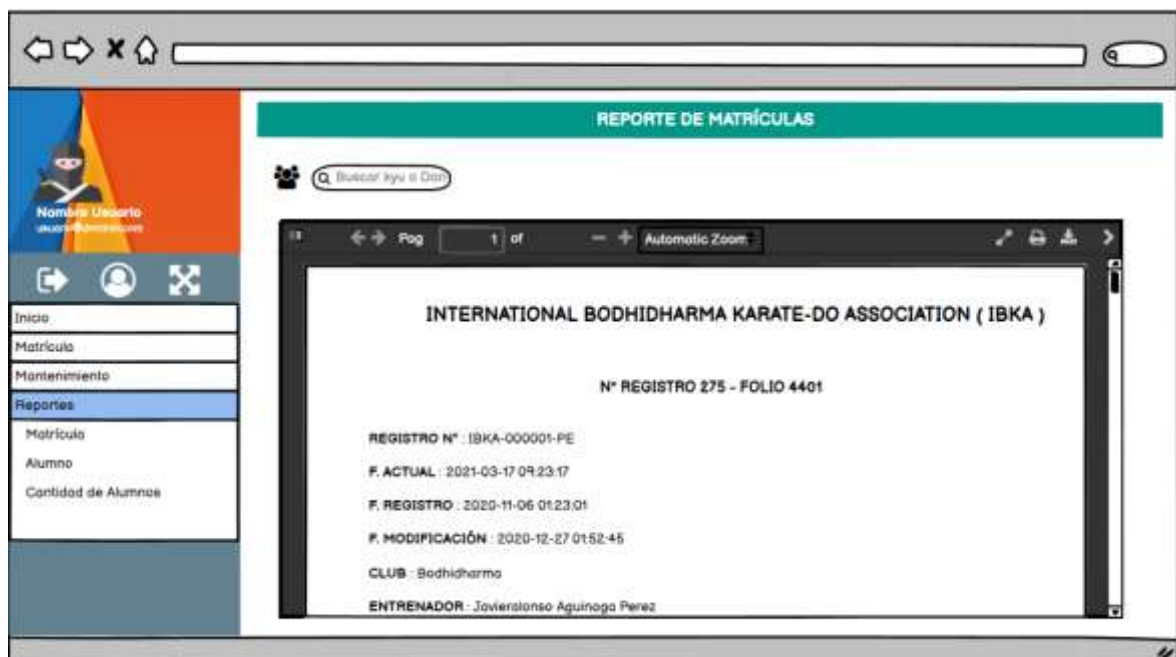 REPORTE DE MATRÍCULAS
Buscar kyu o Dan
Nombre Usuario
Inicio
Matrícula
Mantenimiento
Reportes
Matrícula
Alumno
Cantidad de Alumnos
Pag 1 of Automatic Zoom
INTERNATIONAL BODHIDHARMA KARATE-DO ASSOCIATION ( IBKA )
N° REGISTRO 275 - FOLIO 4401
REGISTRO N° : IBKA-000001-PE
F. ACTUAL : 2021-03-17 09:23:17
F. REGISTRO : 2020-11-06 01:23:01
F. MODIFICACIÓN : 2020-12-27 01:52:45
CLUB : Bodhidharma
ENTRENADOR : Javieralonso Aguinaga Perez